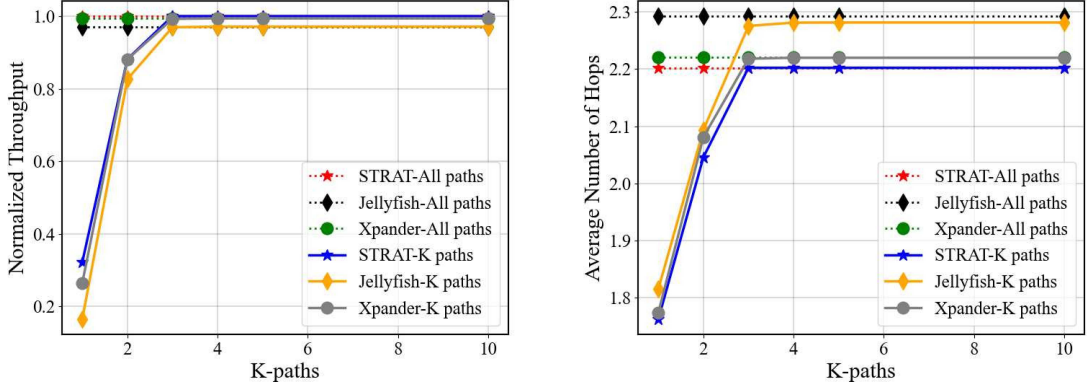 Normalized Throughput
1.0
0.8
0.6
0.4
0.2
2
4
6
8
10
K-paths
STRAT-All paths
Jellyfish-All paths
Xpander-All paths
STRAT-K paths
Jellyfish-K paths
Xpander-K paths
Average Number of Hops
2.3
2.2
2.1
2.0
1.9
1.8
2
4
6
8
10
K-paths
STRAT-All paths
Jellyfish-All paths
Xpander-All paths
STRAT-K paths
Jellyfish-K paths
Xpander-K paths